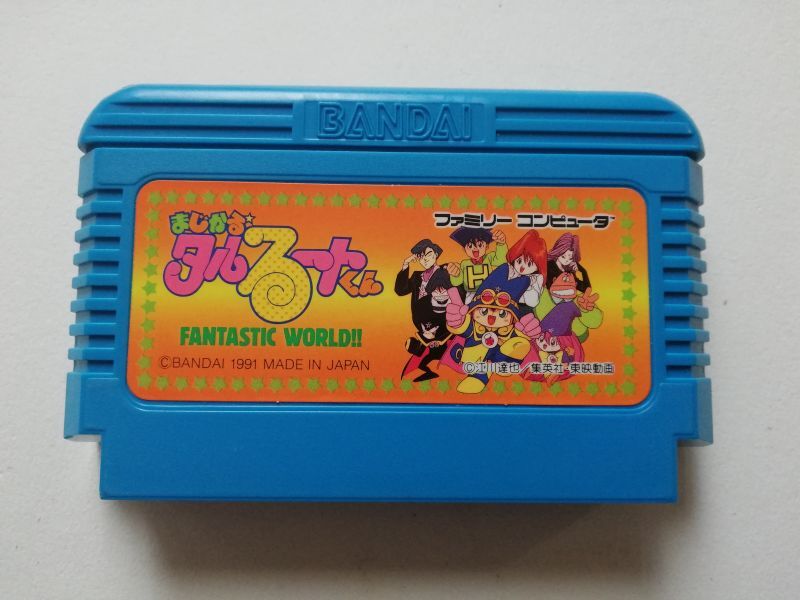 BANDAI
まじかる
タルるートくん
ファミリー コンピュータ™
FANTASTIC WORLD!!
©BANDAI 1991 MADE IN JAPAN
H
©江川達也/集英社・東映動画